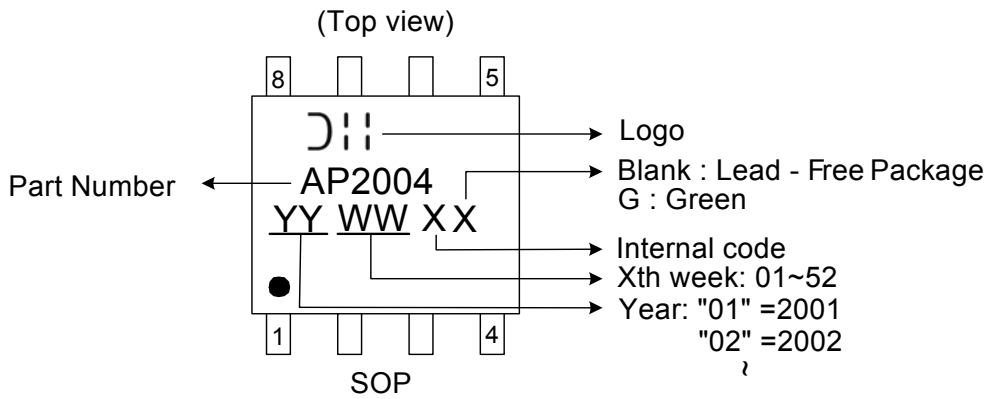 (Top view)
8 5
Logo
Part Number
AP2004
Blank : Lead - Free Package
G : Green
YY WW X X
Internal code
Xth week: 01~52
Year: "01" =2001
"02" =2002
~
1 4
SOP